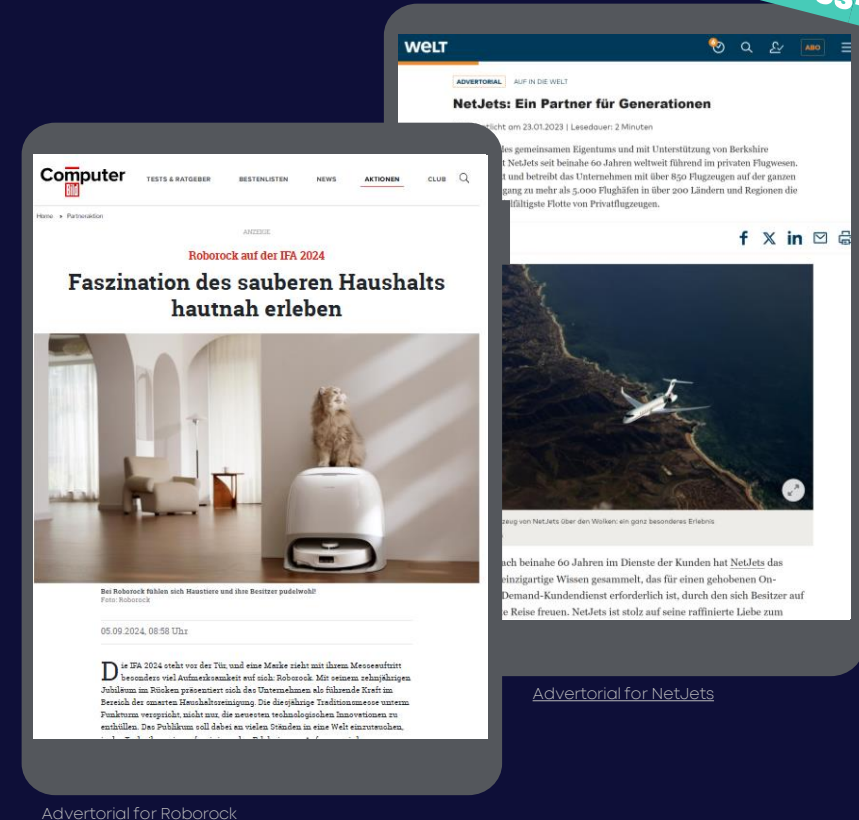 Computer
Bild
TESTS & RATGEBER BESTENLISTEN NEWS AKTIONEN CLUB
Home ▸ Partneraktion
ANZEIGE
Roborock auf der IFA 2024
Faszination des sauberen Haushalts
hautnah erleben
Bei Roborock fühlen sich Haustiere und ihre Besitzer pudelwohl!
Foto: Roborock
05.09.2024, 08:58 Uhr
Die IFA 2024 steht vor der Tür, und eine Marke zieht mit ihrem Messeauftritt
besonders viel Aufmerksamkeit auf sich: Roborock. Mit seinem zehnjährigen
Jubiläum im Rücken präsentiert sich das Unternehmen als führende Kraft im
Bereich der smarten Haushaltsreinigung. Die diesjährige Traditionsmesse unterm
Funkturm verspricht, nicht nur, die neuesten technologischen Innovationen zu
enthüllen. Das Publikum soll dabei an vielen Ständen in eine Welt einzutauchen,
Advertorial for Roborock
WELT
ABO
ADVERTORIAL AUF IN DIE WELT
NetJets: Ein Partner für Generationen
licht am 23.01.2023 | Lesedauer: 2 Minuten
des gemeinsamen Eigentums und mit Unterstützung von Berkshire
t NetJets seit beinahe 60 Jahren weltweit führend im privaten Flugwesen.
t und betreibt das Unternehmen mit über 850 Flugzeugen auf der ganzen
gang zu mehr als 5.000 Flughäfen in über 200 Ländern und Regionen die
lfältigste Flotte von Privatflugzeugen.
zeug von NetJets über den Wolken: ein ganz besonderes Erlebnis
ach beinahe 60 Jahren im Dienste der Kunden hat NetJets das
einzigartige Wissen gesammelt, das für einen gehobenen On-
Demand-Kundendienst erforderlich ist, durch den sich Besitzer auf
e Reise freuen. NetJets ist stolz auf seine raffinierte Liebe zum
Advertorial for NetJets